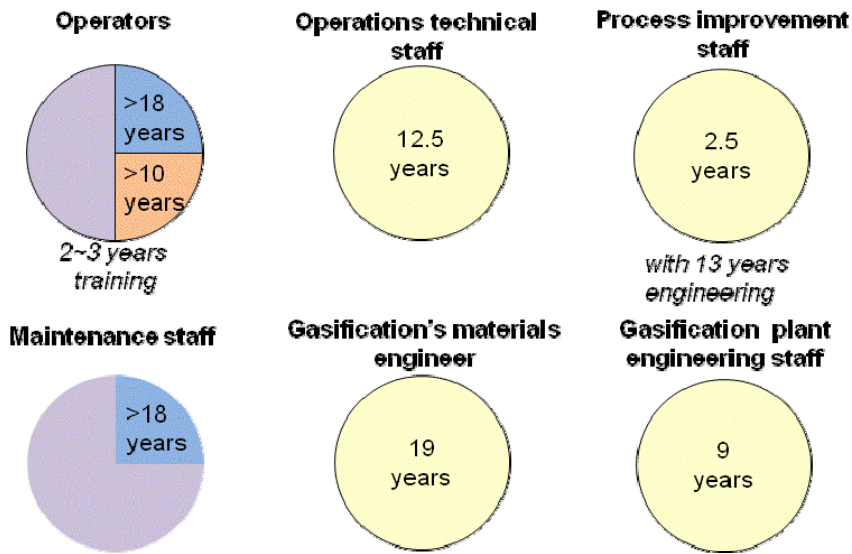 Operators
>18
years
>10
years
2~3 years
training
Operations technical
staff
12.5
years
Process improvement
staff
2.5
years
with 13 years
engineering
Maintenance staff
>18
years
Gasification's materials
engineer
19
years
Gasification plant
engineering staff
9
years